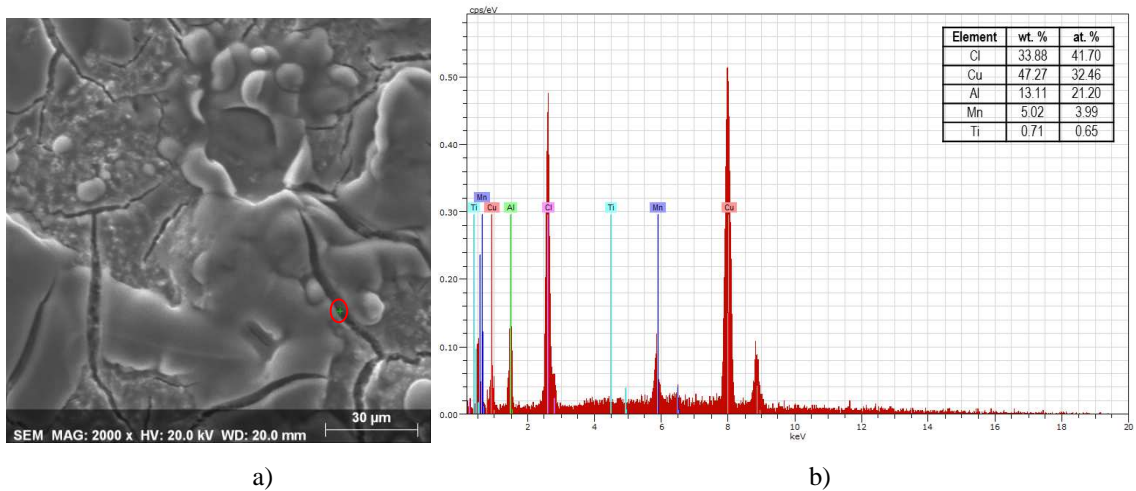 30 µm
SEM MAG: 2000 x HV: 20.0 kV WD: 20.0 mm
a)
cps/eV
0.50
0.40
0.30
0.20
0.10
0.00
Mn
Ti Cu Al Cl Ti Mn Cu
2 4 6 8 10 12 14 16 18 20
keV
Element wt. % at. %
Cl 33.88 41.70
Cu 47.27 32.46
Al 13.11 21.20
Mn 5.02 3.99
Ti 0.71 0.65
b)